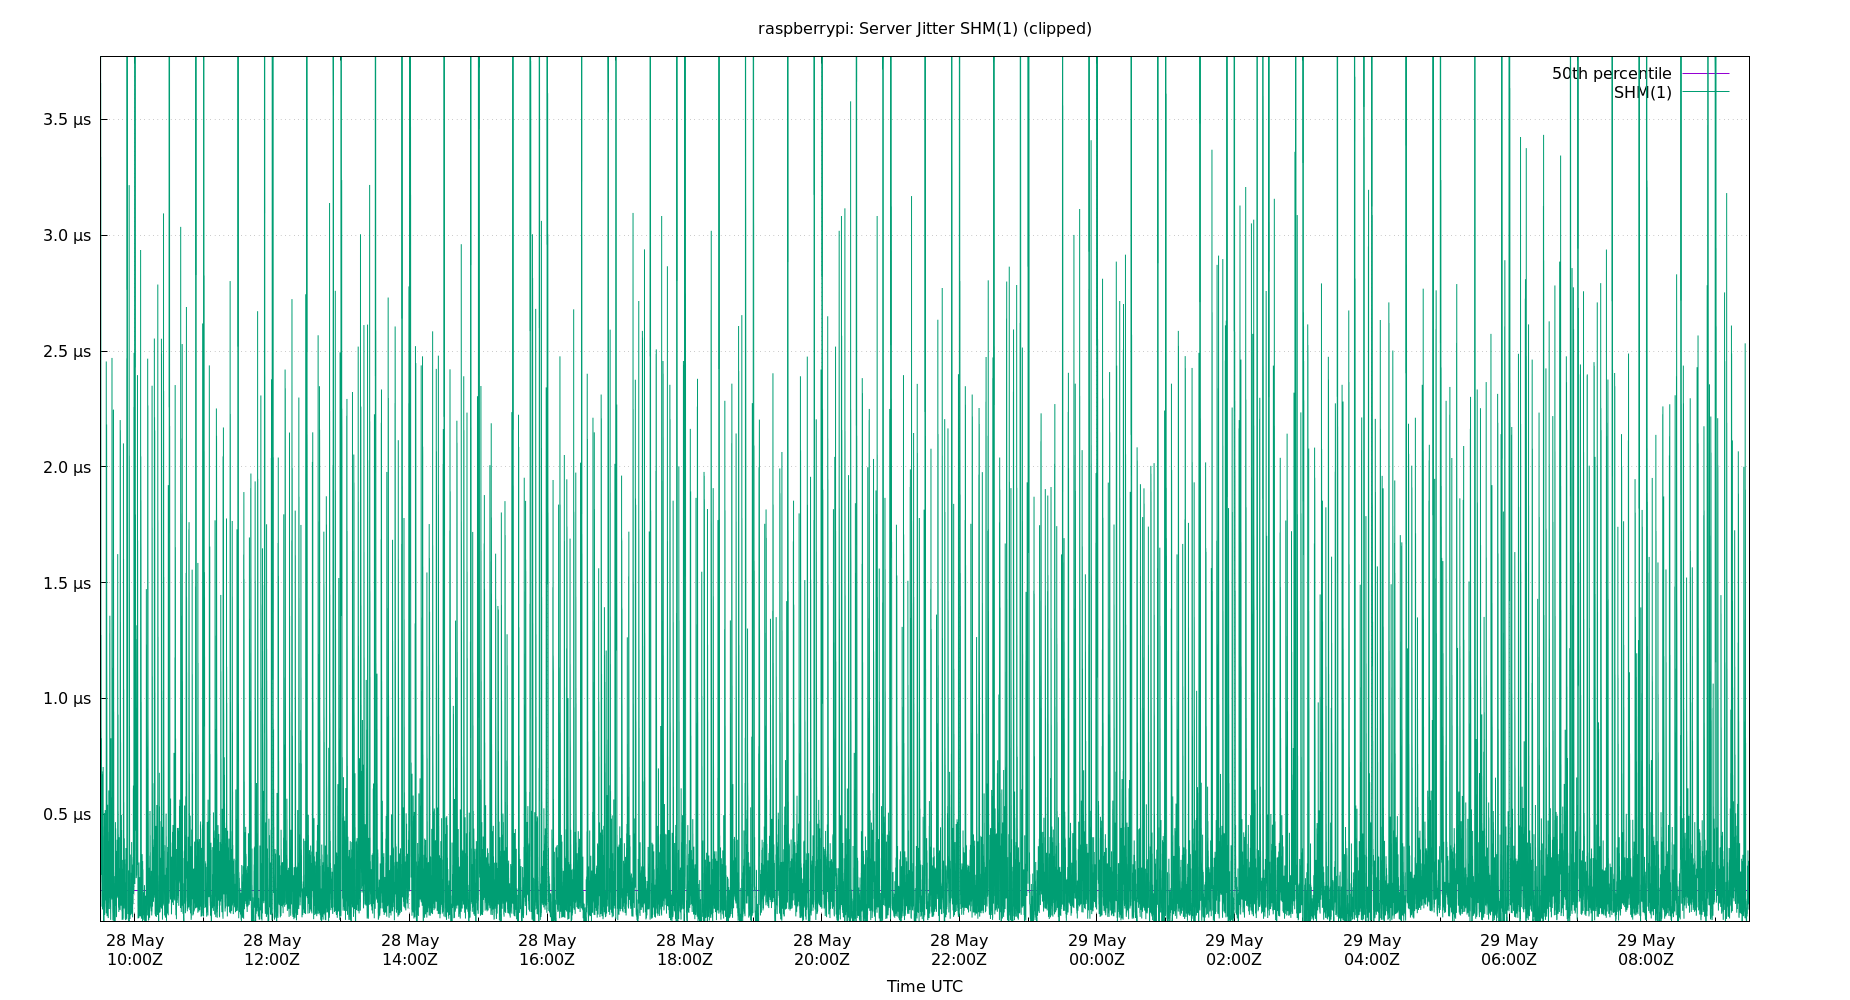 raspberrypi: Server Jitter SHM(1) (clipped)
50th percentile
SHM(1)
3.5 µs
3.0 µs
2.5 µs
2.0 µs
1.5 µs
1.0 µs
0.5 µs
28 May 28 May 28 May 28 May 28 May 28 May 28 May 29 May 29 May 29 May 29 May 29 May
10:00Z 12:00Z 14:00Z 16:00Z 18:00Z 20:00Z 22:00Z 00:00Z 02:00Z 04:00Z 06:00Z 08:00Z
Time UTC